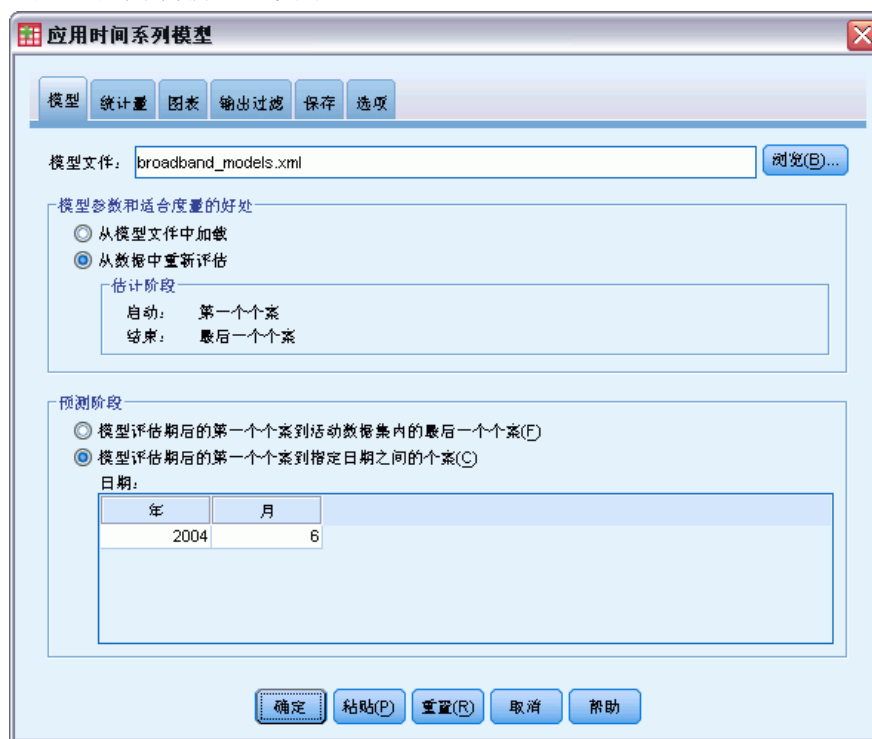 应用时间序列模型
模型 统计量 图表 输出过滤 保存 选项
模型文件: broadband_models.xml 浏览(B)...
模型参数和适合度量的好处
从模型文件中加载
从数据中重新评估
估计阶段
启动: 第一个个案
结束: 最后一个个案
预测阶段
模型评估期后的第一个个案到活动数据集内的最后一个个案(F)
模型评估期后的第一个个案到指定日期之间的个案(C)
日期:
年 月
2004 6
确定 粘贴(P) 重置(R) 取消 帮助